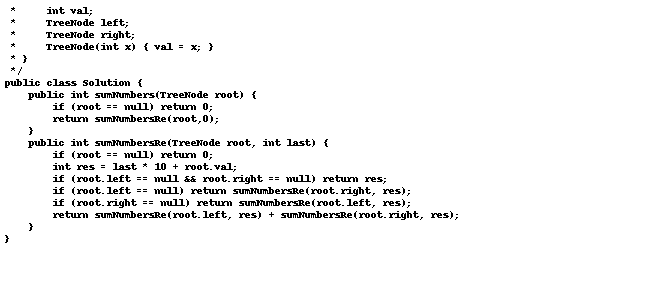 *     int val;
 *     TreeNode left;
 *     TreeNode right;
 *     TreeNode(int x) { val = x; }
 * }
 */
public class Solution {
    public int sumNumbers(TreeNode root) {
        if (root == null) return 0;
        return sumNumbersRe(root,0);
    }
    public int sumNumbersRe(TreeNode root, int last) {
        if (root == null) return 0;
        int res = last * 10 + root.val;
        if (root.left == null && root.right == null) return res;
        if (root.left == null) return sumNumbersRe(root.right, res);
        if (root.right == null) return sumNumbersRe(root.left, res);
        return sumNumbersRe(root.left, res) + sumNumbersRe(root.right, res);
    }
}